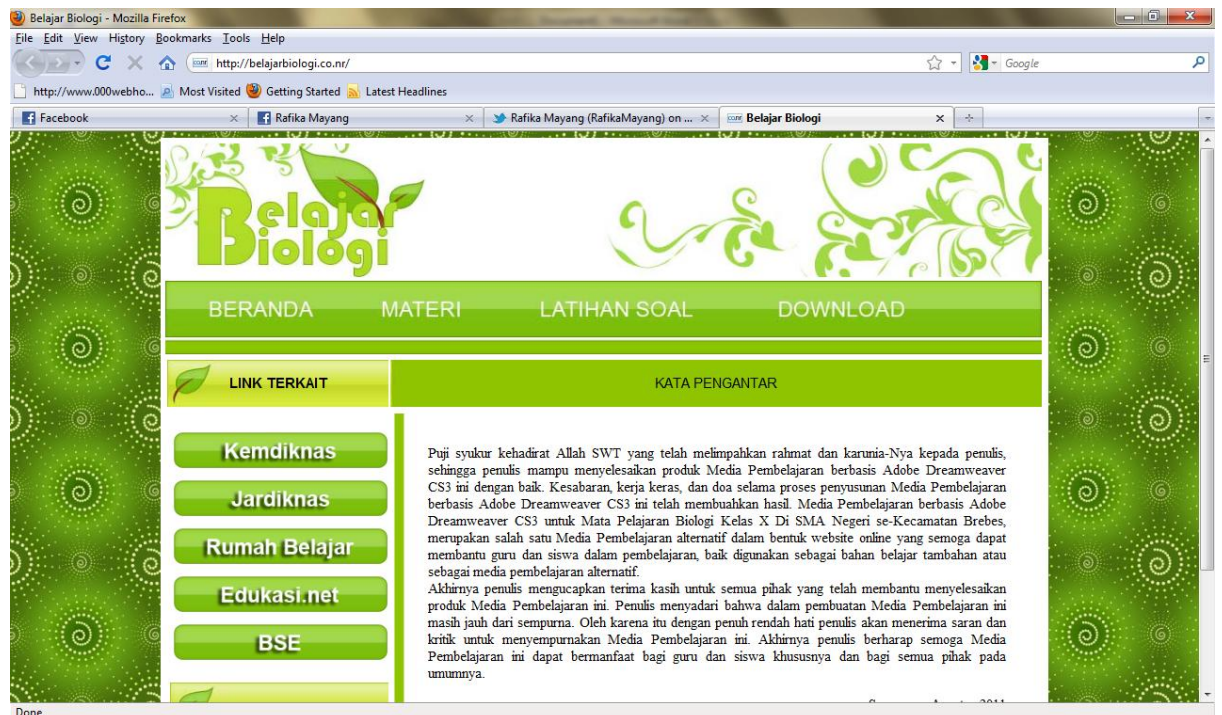 Belajar Biologi - Mozilla Firefox
File Edit View History Bookmarks Tools Help
http://belajarbiologi.co.nr/
Google
http://www.000webho... Most Visited Getting Started Latest Headlines
Facebook Rafika Mayang Rafika Mayang (RafikaMayang) on ... Belajar Biologi
Belajar
Biologi
BERANDA MATERI LATIHAN SOAL DOWNLOAD
LINK TERKAIT
KATA PENGANTAR
Kemdiknas
Jardiknas
Rumah Belajar
Edukasi.net
BSE
Puji syukur kehadirat Allah SWT yang telah melimpahkan rahmat dan karunia-Nya kepada penulis,
sehingga penulis mampu menyelesaikan produk Media Pembelajaran berbasis Adobe Dreamweaver
CS3 ini dengan baik. Kesabaran, kerja keras, dan doa selama proses penyusunan Media Pembelajaran
berbasis Adobe Dreamweaver CS3 ini telah membuahkan hasil. Media Pembelajaran berbasis Adobe
Dreamweaver CS3 untuk Mata Pelajaran Biologi Kelas X Di SMA Negeri se-Kecamatan Brebes,
merupakan salah satu Media Pembelajaran alternatif dalam bentuk website online yang semoga dapat
membantu guru dan siswa dalam pembelajaran, baik digunakan sebagai bahan belajar tambahan atau
sebagai media pembelajaran alternatif.
Akhirnya penulis mengucapkan terima kasih untuk semua pihak yang telah membantu menyelesaikan
produk Media Pembelajaran ini. Penulis menyadari bahwa dalam pembuatan Media Pembelajaran ini
masih jauh dari sempurna. Oleh karena itu dengan penuh rendah hati penulis akan menerima saran dan
kritik untuk menyempurnakan Media Pembelajaran ini. Akhirnya penulis berharap semoga Media
Pembelajaran ini dapat bermanfaat bagi guru dan siswa khususnya dan bagi semua pihak pada
umumnya.
2011
Done